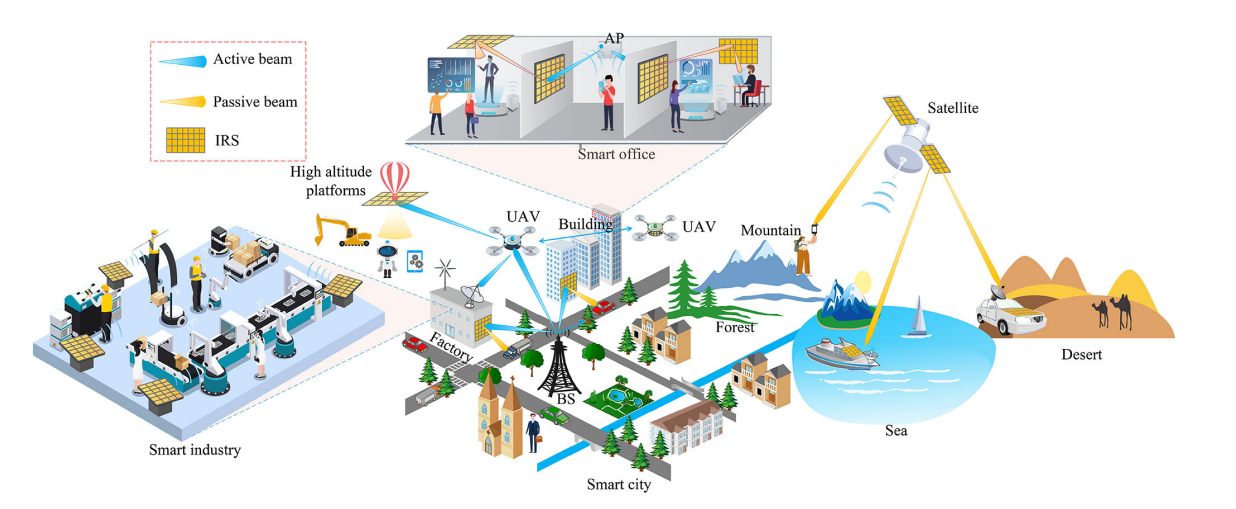 AP
Active beam
Passive beam
IRS
Smart office
Satellite
High altitude
platforms
UAV
Building
UAV
Mountain
Forest
Factory
BS
Desert
Sea
Smart industry
Smart city